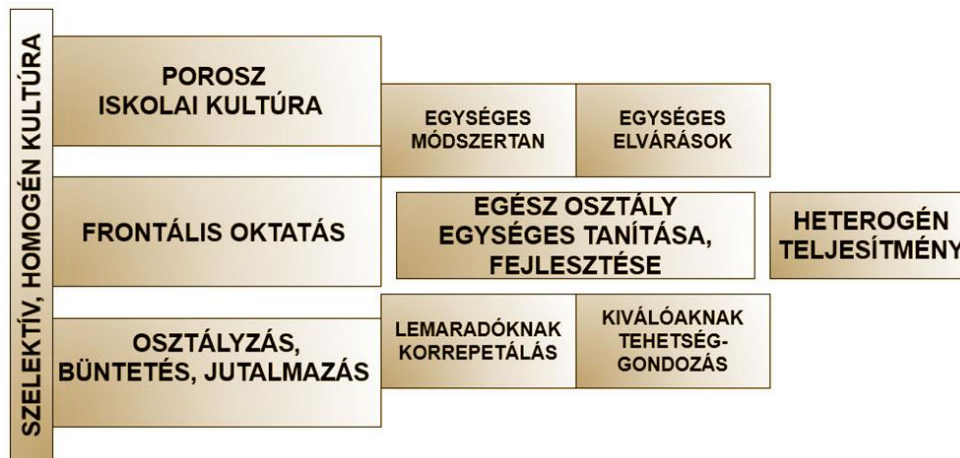 SZELEKTÍV, HOMOGÉN KULTÚRA
POROSZ
ISKOLAI KULTÚRA
EGYSÉGES
MÓDSZERTAN
EGYSÉGES
ELVÁRÁSOK
FRONTÁLIS OKTATÁS
EGÉSZ OSZTÁLY
EGYSÉGES TANÍTÁSA,
FEJLESZTÉSE
HETEROGÉN
TELJESÍTMÉNY
OSZTÁLYZÁS,
BÜNTETÉS, JUTALMAZÁS
LEMARADÓKNAK
KORREPETÁLÁS
KIVÁLÓAKNAK
TEHETSÉG-
GONDOZÁS